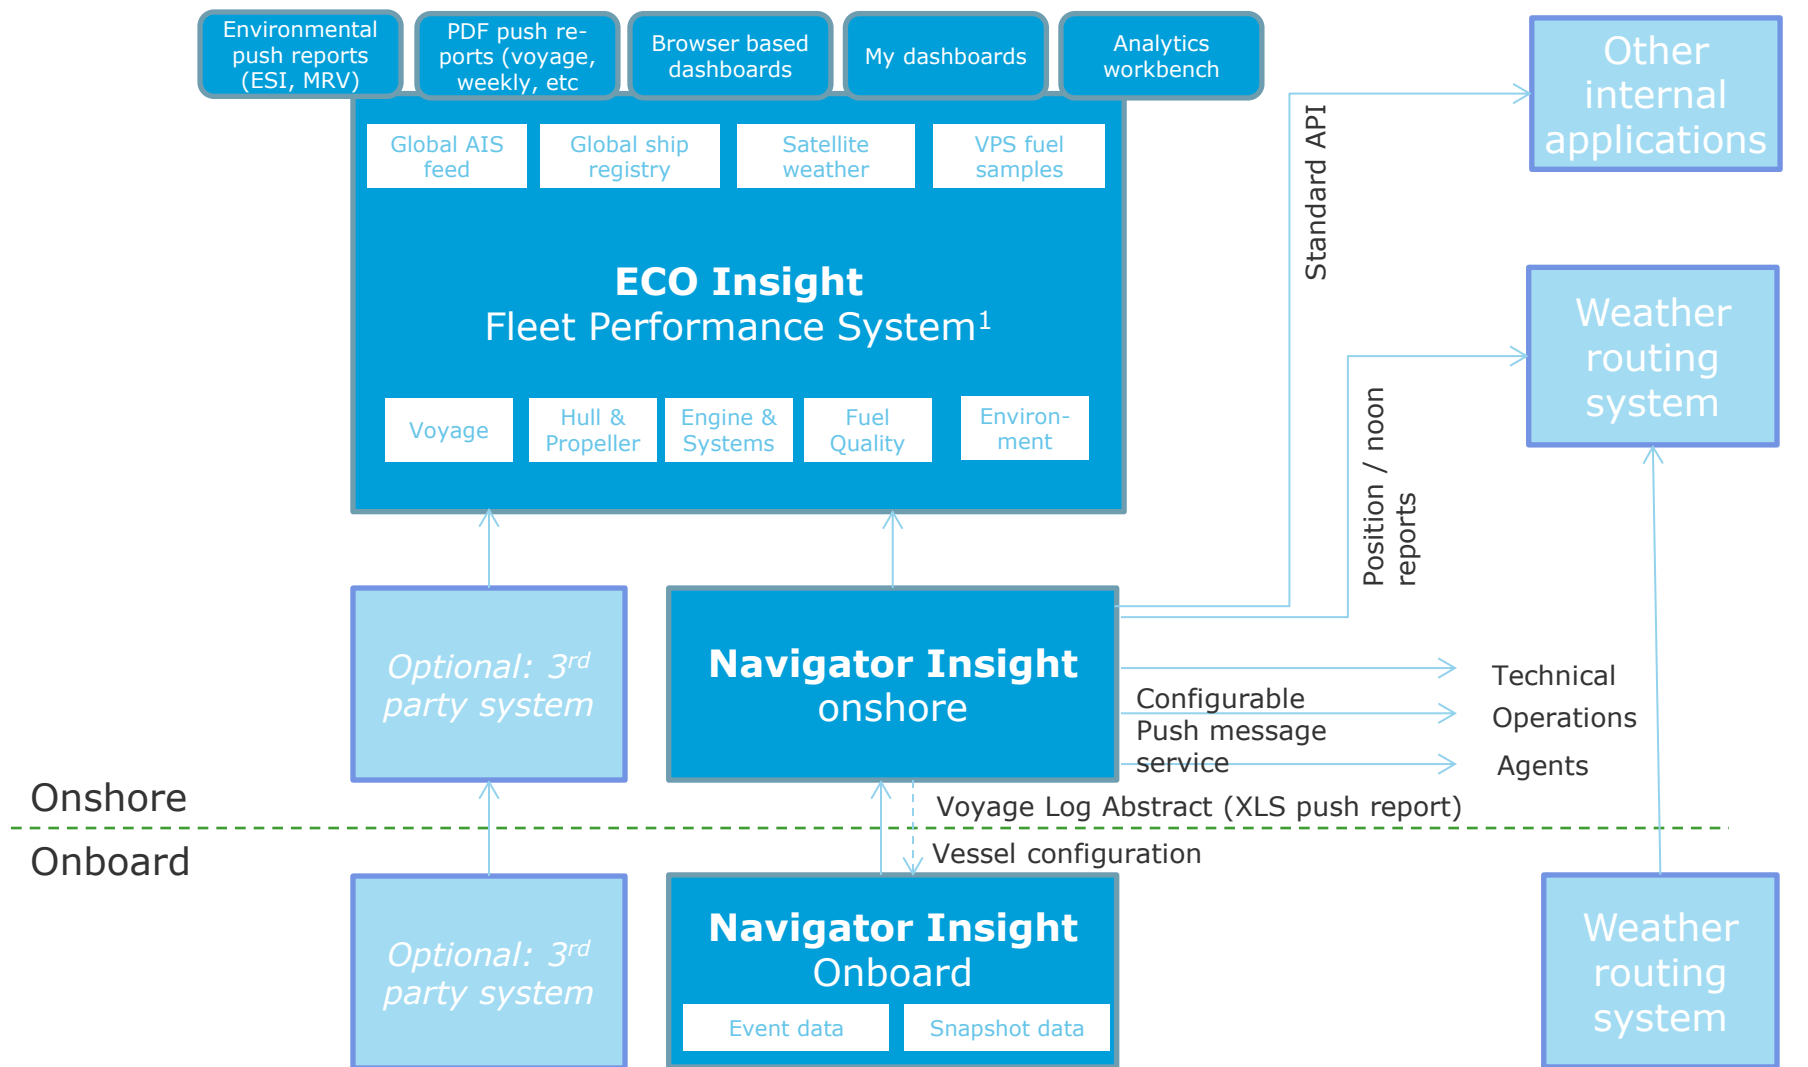 Environmental
push reports
(ESI, MRV)
PDF push re-
ports (voyage,
weekly, etc
Browser based
dashboards
My dashboards
Analytics
workbench
Global AIS
feed
Global ship
registry
Satellite
weather
VPS fuel
samples
ECO Insight
Fleet Performance System1
Voyage
Hull &
Propeller
Engine &
Systems
Fuel
Quality
Environ-
ment
Standard API
Other
internal
applications
Position / noon
reports
Weather
routing
system
Optional: 3rd
party system
Navigator Insight
onshore
Configurable
Push message
service
Technical
Operations
Agents
Onshore
Voyage Log Abstract (XLS push report)
Onboard
Vessel configuration
Optional: 3rd
party system
Navigator Insight
Onboard
Event data
Snapshot data
Weather
routing
system